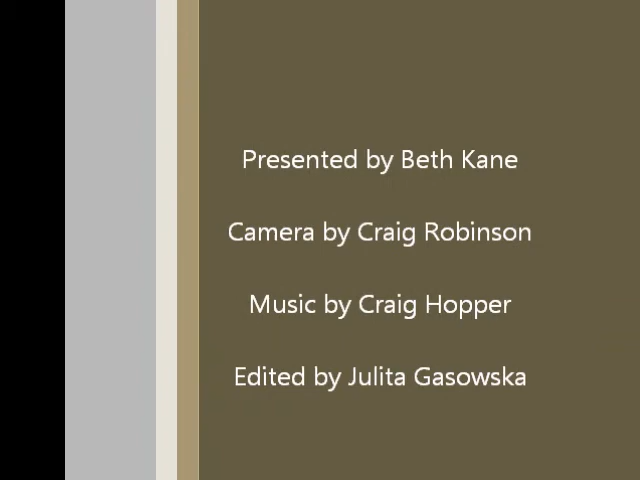 Presented by Beth Kane
Camera by Craig Robinson
Music by Craig Hopper
Edited by Julita Gasowska